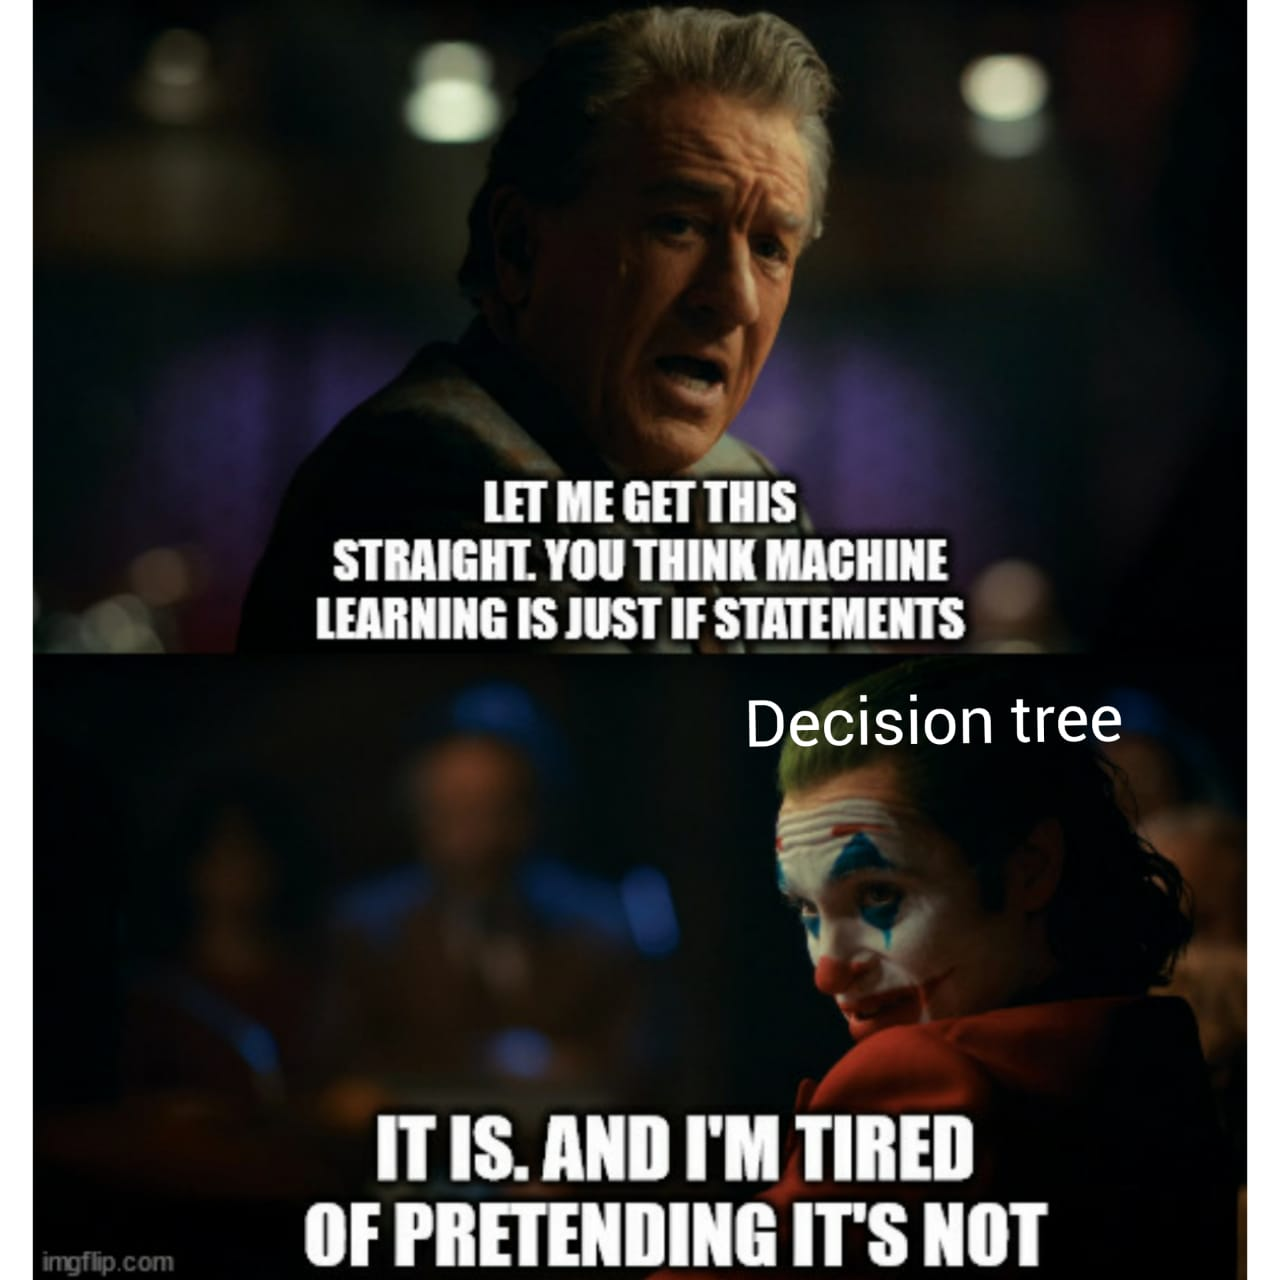 LET ME GET THIS
STRAIGHT. YOU THINK MACHINE
LEARNING IS JUST IF STATEMENTS
Decision tree
IT IS. AND I'M TIRED
OF PRETENDING IT'S NOT
imgflip.com